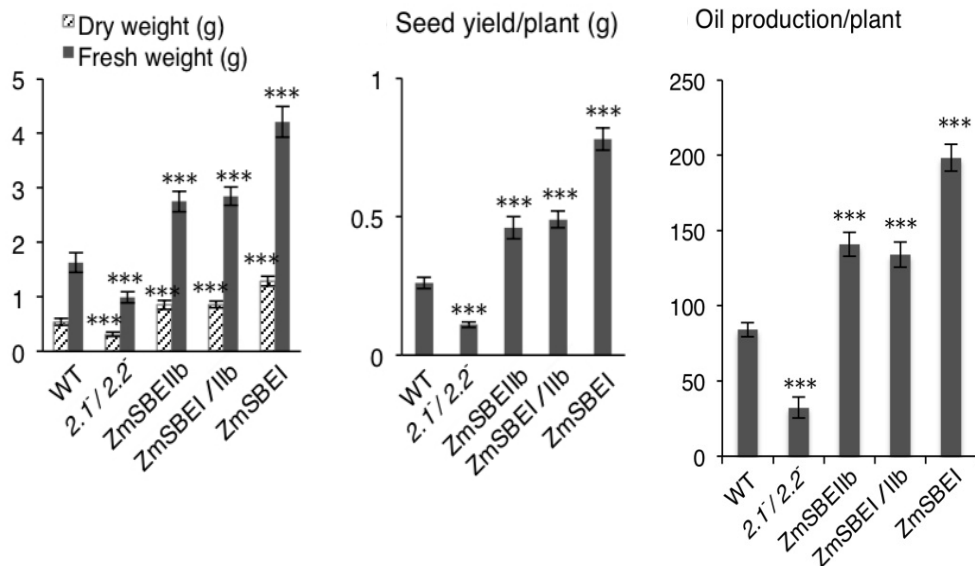 Dry weight (g)
Fresh weight (g)
5
4
3
2
1
0
***
***
***
***
***
***
***
***
WT
2.1⁻/2.2⁻
ZmSBEIIb
ZmSBEI/IIb
ZmSBEI
Seed yield/plant (g)
1
0.5
0
***
***
***
***
WT
2.1⁻/2.2⁻
ZmSBEIIb
ZmSBEI/IIb
ZmSBEI
Oil production/plant
250
200
150
100
50
0
***
***
***
***
WT
2.1⁻/2.2⁻
ZmSBEIIb
ZmSBEI/IIb
ZmSBEI